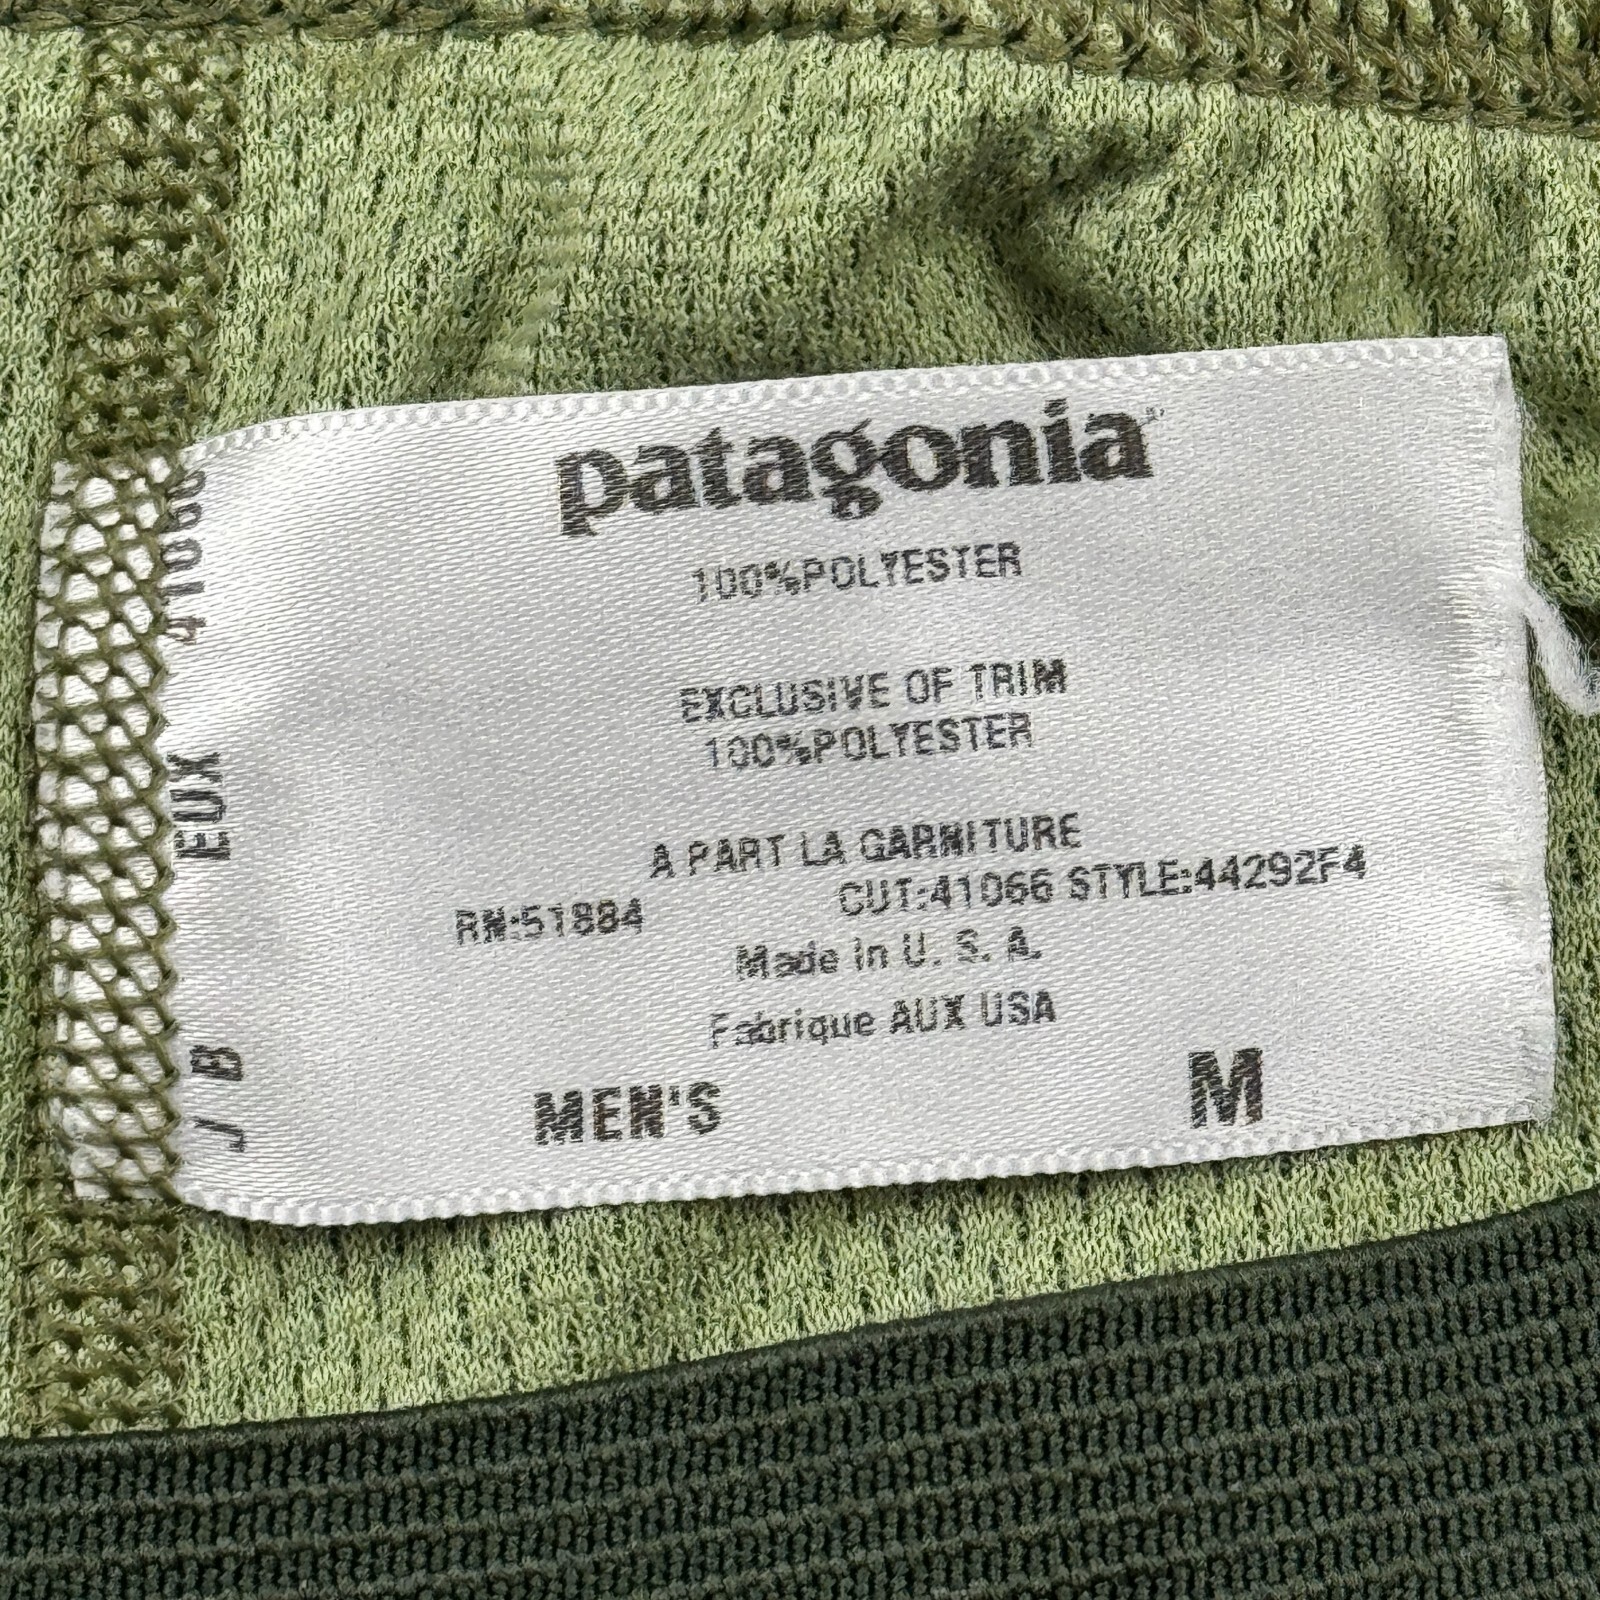 patagonia
100%POLYESTER
EXCLUSIVE OF TRIM
100%POLYESTER
A PART LA GARNITURE
RN:51884
CUT:41066 STYLE:44292F4
Made in U. S. A.
Fabrique AUX USA
MEN'S
M
41066
EUX
J B